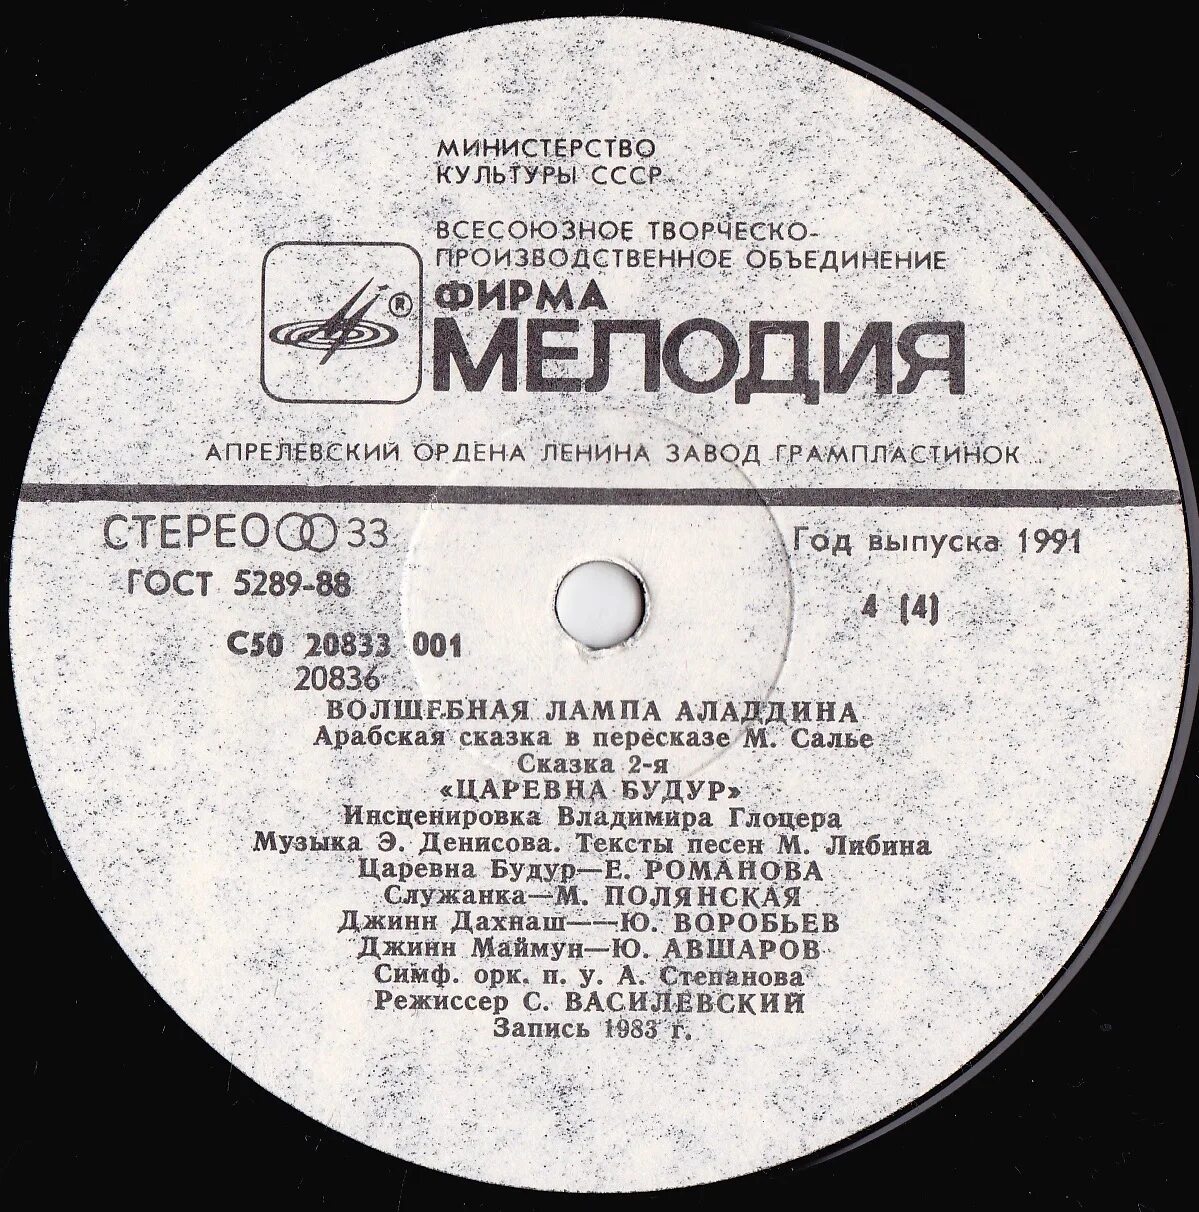 МИНИСТЕРСТВО
КУЛЬТУРЫ СССР
ВСЕСОЮЗНОЕ ТВОРЧЕСКО-
ПРОИЗВОДСТВЕННОЕ ОБЪЕДИНЕНИЕ
ФИРМА
®
МЕЛОДИЯ
АПРЕЛЕВСКИЙ ОРДЕНА ЛЕНИНА ЗАВОД ГРАМПЛАСТИНОК
СТЕРЕО 33
Год выпуска 1991
ГОСТ 5289-88
4 (4)
С50 20833 001
20836
ВОЛШЕБНАЯ ЛАМПА АЛАДДИНА
Арабская сказка в пересказе М. Салье
Сказка 2-я
«ЦАРЕВНА БУДУР»
Инсценировка Владимира Глоцера
Музыка Э. Денисова. Тексты песен М. Либина
Царевна Будур—Е. РОМАНОВА
Служанка—М. ПОЛЯНСКАЯ
Джинн Дахнаш——Ю. ВОРОБЬЕВ
Джинн Маймун—Ю. АВШАРОВ
Симф. орк. п. у. А. Степанова
Режиссер С. ВАСИЛЕВСКИЙ
Запись 1983 г.